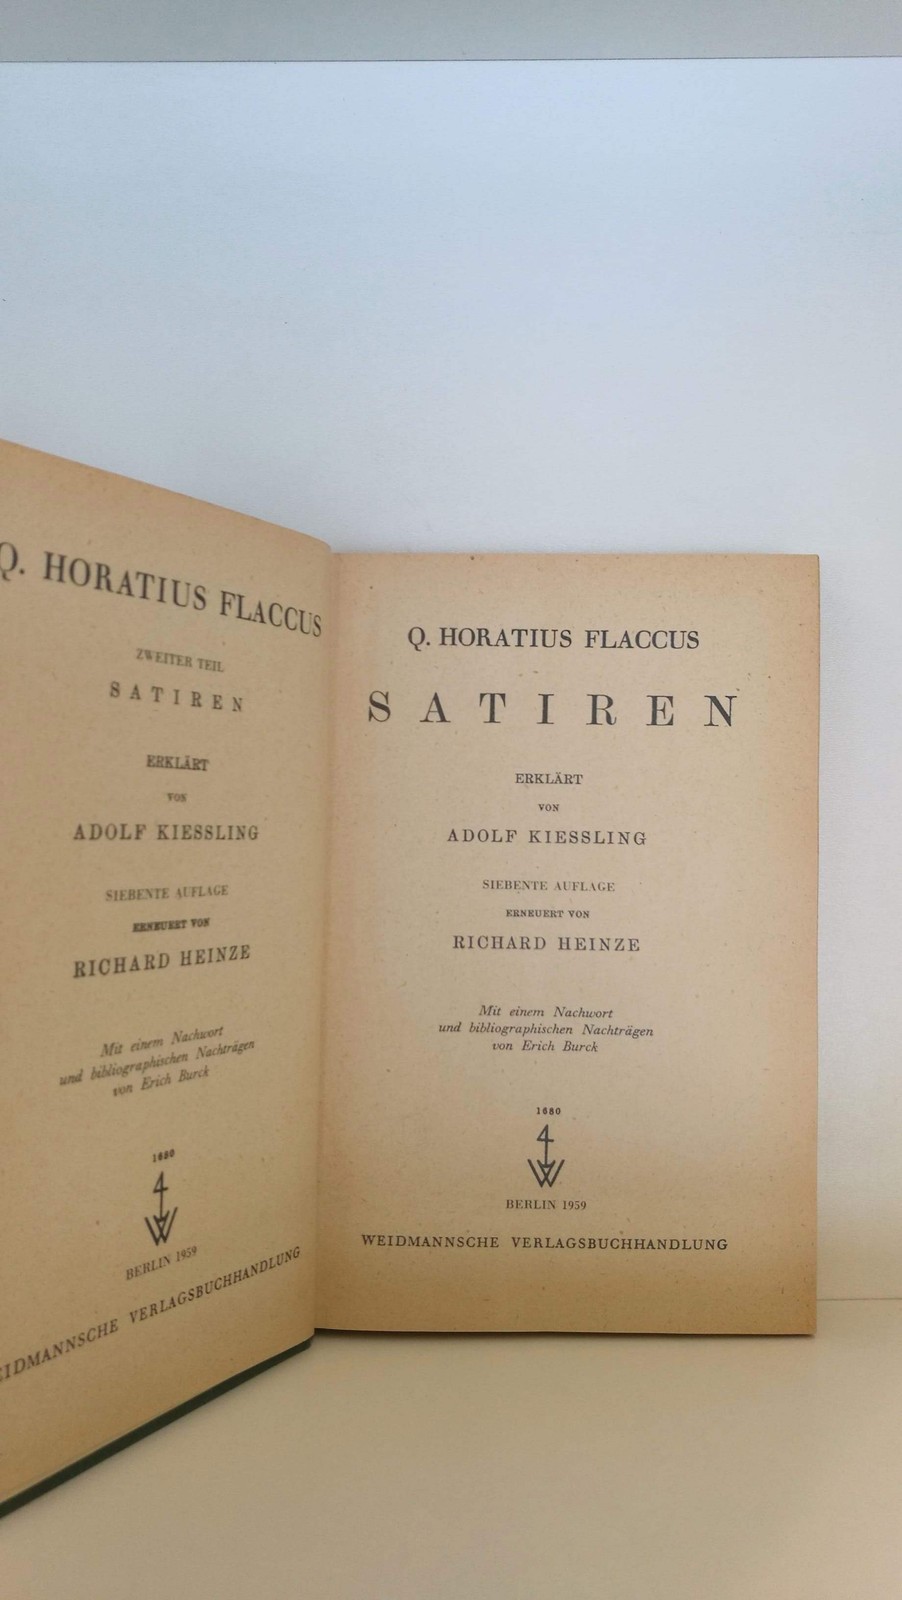 Q. HORATIUS FLACCUS
ZWEITER TEIL
SATIREN
ERKLÄRT
VON
ADOLF KIESSLING
SIEBENTE AUFLAGE
ERNEUERT VON
RICHARD HEINZE
Mit einem Nachwort
und bibliographischen Nachträgen
von Erich Burck
1680
BERLIN 1959
EIDMANNSCHE VERLAGSBUCHHANDLUNG
Q. HORATIUS FLACCUS
SATIREN
ERKLÄRT
VON
ADOLF KIESSLING
SIEBENTE AUFLAGE
ERNEUERT VON
RICHARD HEINZE
Mit einem Nachwort
und bibliographischen Nachträgen
von Erich Burck
1680
BERLIN 1959
WEIDMANNSCHE VERLAGSBUCHHANDLUNG